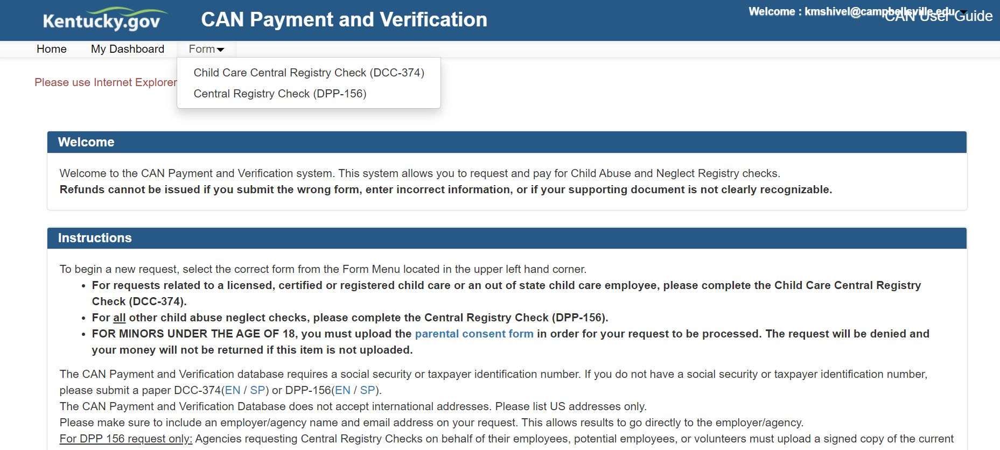 Kentucky.gov CAN Payment and Verification Welcome : kmshivel@campbellsville.edu CAN User Guide
Home My Dashboard Form
Child Care Central Registry Check (DCC-374)
Please use Internet Explorer
Central Registry Check (DPP-156)
Welcome
Welcome to the CAN Payment and Verification system. This system allows you to request and pay for Child Abuse and Neglect Registry checks.
Refunds cannot be issued if you submit the wrong form, enter incorrect information, or if your supporting document is not clearly recognizable.
Instructions
To begin a new request, select the correct form from the Form Menu located in the upper left hand corner.
• For requests related to a licensed, certified or registered child care or an out of state child care employee, please complete the Child Care Central Registry
Check (DCC-374).
• For all other child abuse neglect checks, please complete the Central Registry Check (DPP-156).
• FOR MINORS UNDER THE AGE OF 18, you must upload the parental consent form in order for your request to be processed. The request will be denied and
your money will not be returned if this item is not uploaded.
The CAN Payment and Verification database requires a social security or taxpayer identification number. If you do not have a social security or taxpayer identification number,
please submit a paper DCC-374(EN / SP) or DPP-156(EN / SP).
The CAN Payment and Verification Database does not accept international addresses. Please list US addresses only.
Please make sure to include an employer/agency name and email address on your request. This allows results to go directly to the employer/agency.
For DPP 156 request only: Agencies requesting Central Registry Checks on behalf of their employees, potential employees, or volunteers must upload a signed copy of the current